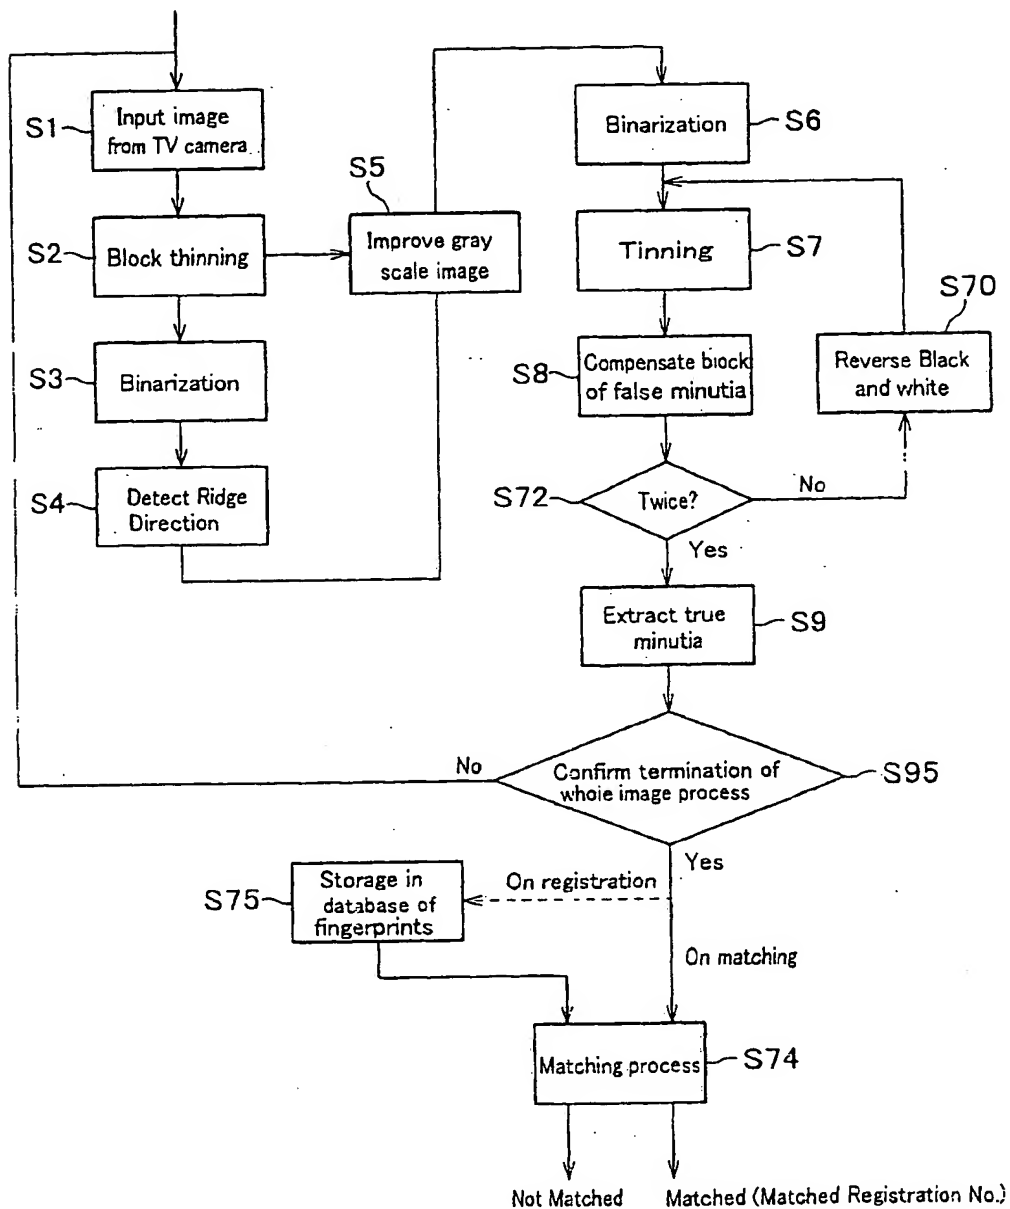 S1
Input image
from TV camera
S2
Block thinning
S3
Binarization
S4
Detect Ridge
Direction
S5
Improve gray
scale image
Binarization
S6
Tinning
S7
S70
Reverse Black
and white
S8
Compensate block
of false minutia
S72
Twice?
No
Yes
Extract true
minutia
S9
No
Confirm termination of
whole image process
S95
Yes
S75
Storage in
database of
fingerprints
On registration
On matching
Matching process
S74
Not Matched
Matched (Matched Registration No.)